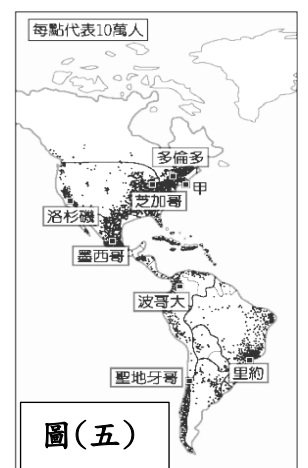 每點代表10萬人
多倫多
甲
芝加哥
洛杉磯
墨西哥
波哥大
聖地牙哥
里約
圖(五)